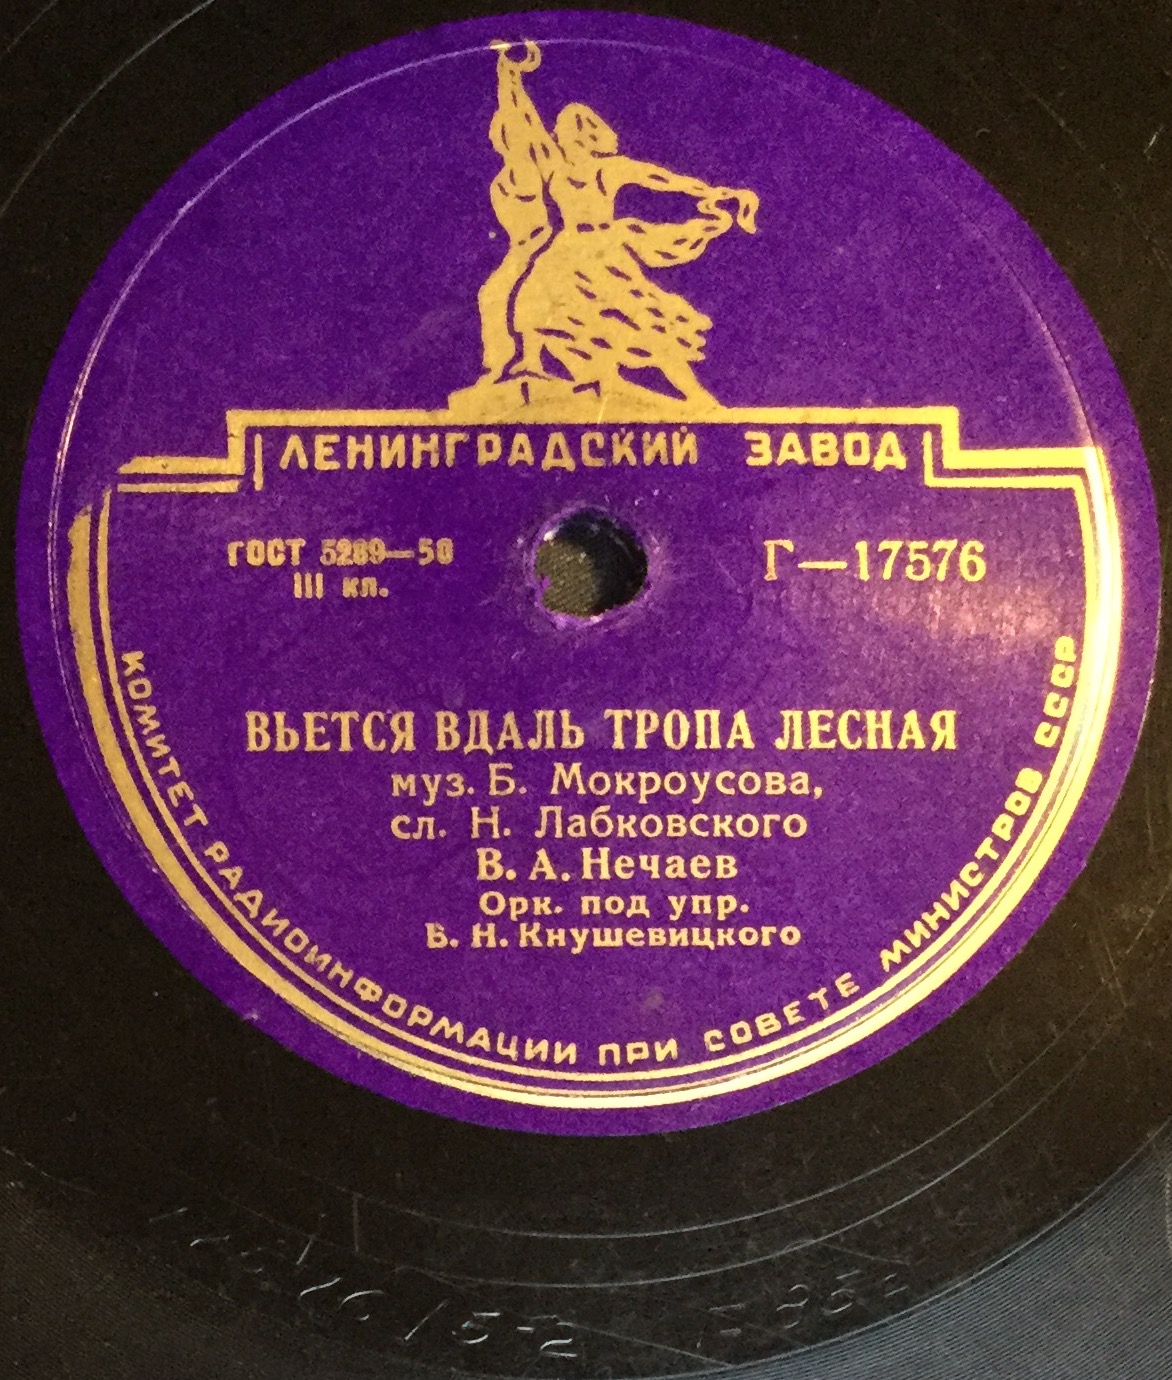 ЛЕНИНГРАДСКИЙ ЗАВОД
ГОСТ 5289—50
III кл.
Г—17576
ВЬЕТСЯ ВДАЛЬ ТРОПА ЛЕСНАЯ
муз. Б. Мокроусова,
сл. Н. Лабковского
В. А. Нечаев
Орк. под упр.
В. Н. Кнушевицкого
КОМИТЕТ РАДИОИНФОРМАЦИИ ПРИ СОВЕТЕ МИНИСТРОВ СССР